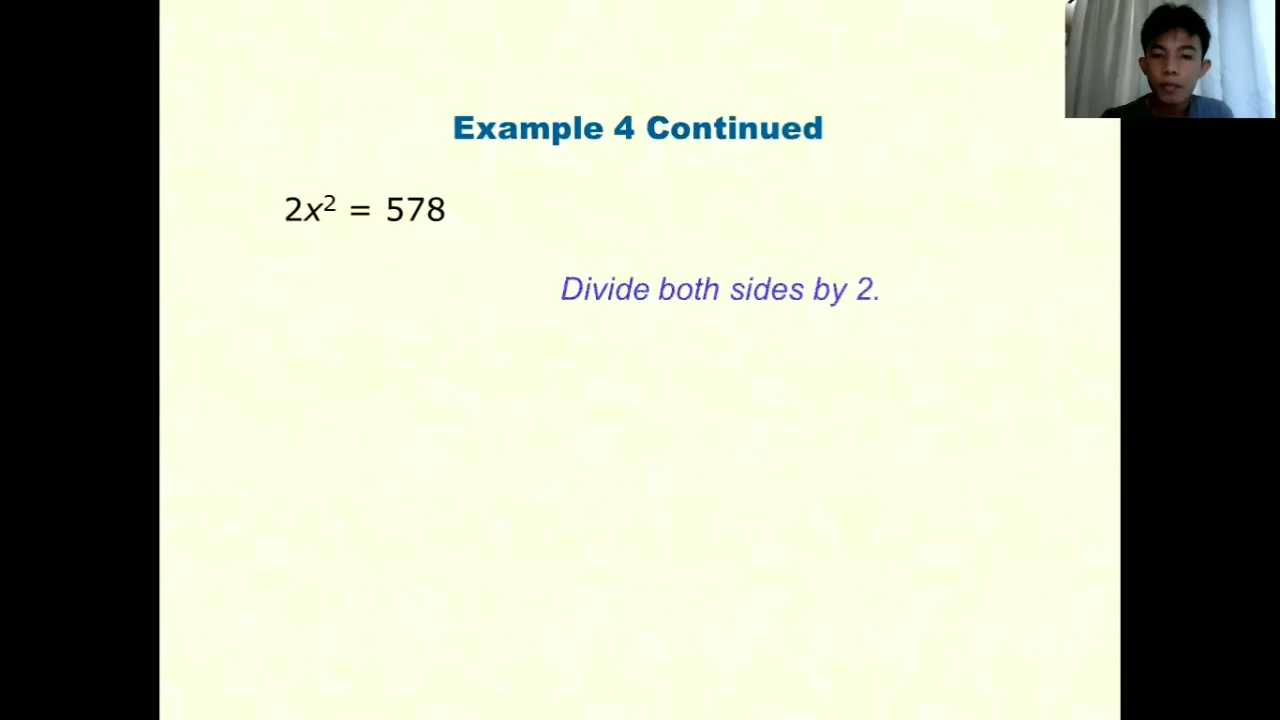 Example 4 Continued
2x² = 578
Divide both sides by 2.